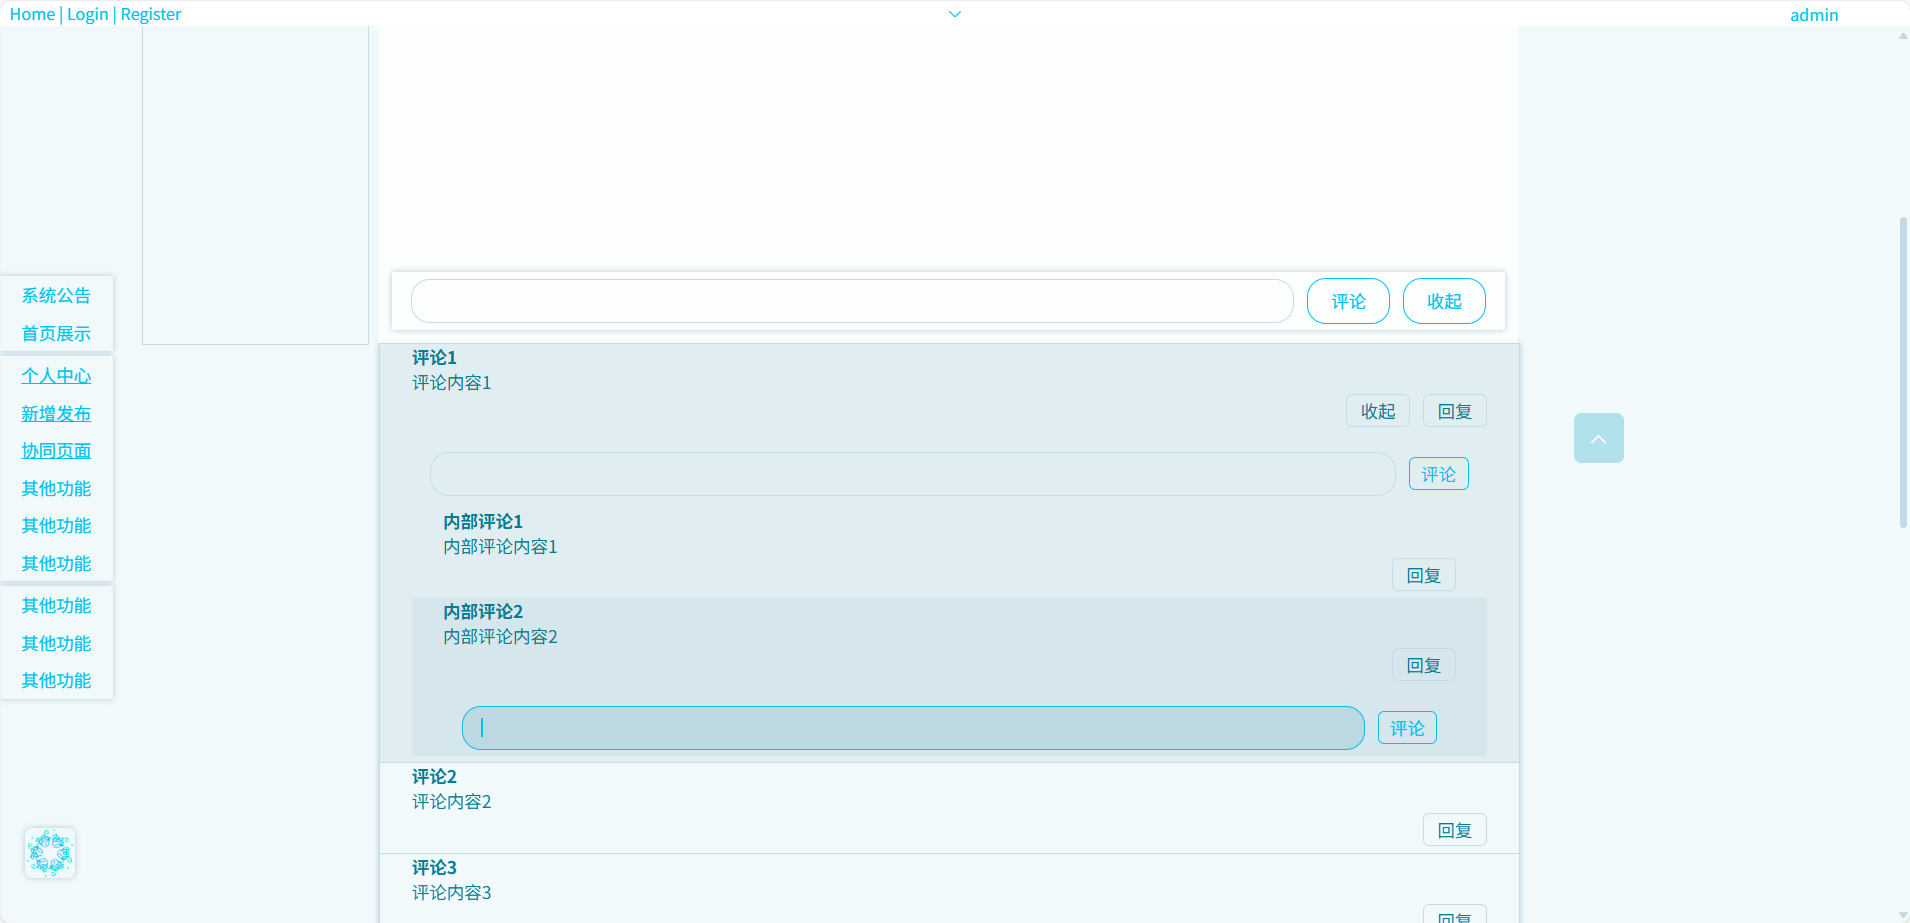 Home | Login | Register
admin
系统公告
首页展示
个人中心
新增发布
协同页面
其他功能
其他功能
其他功能
其他功能
其他功能
其他功能
评论 收起
评论1
评论内容1
收起 回复
评论
内部评论1
内部评论内容1
回复
内部评论2
内部评论内容2
回复
评论
评论2
评论内容2
回复
评论3
评论内容3
回复